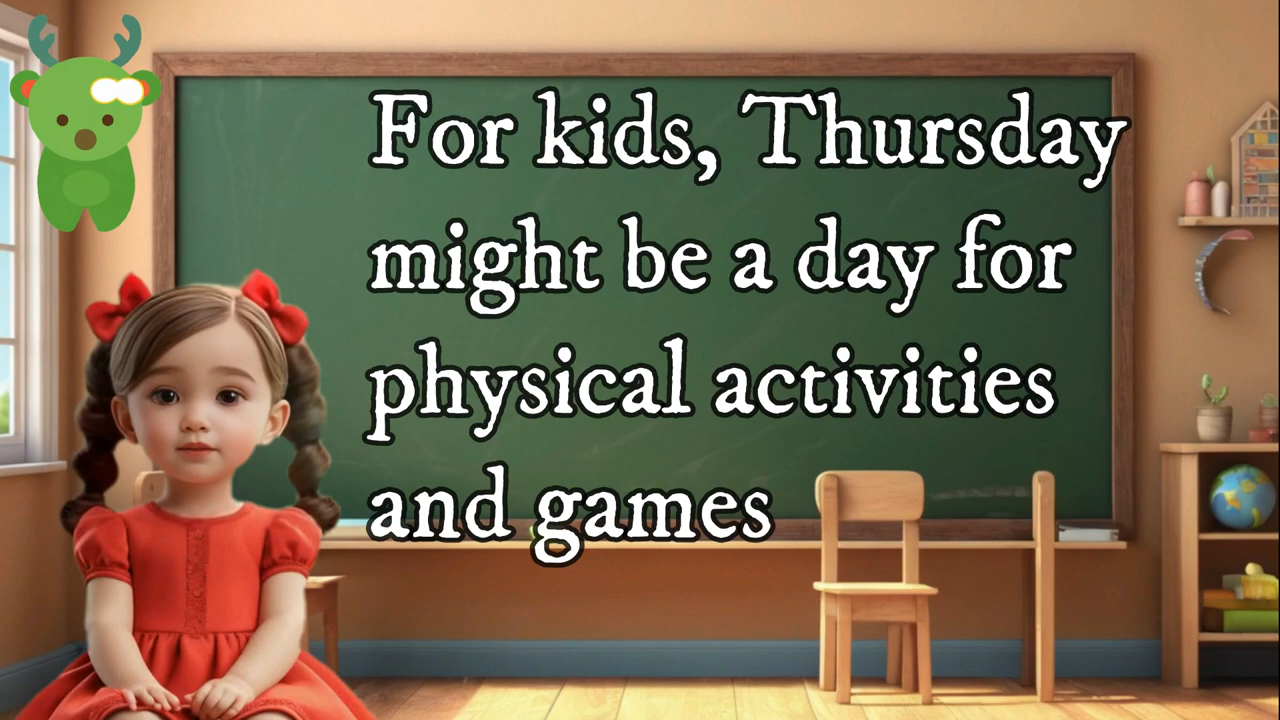 For kids, Thursday
might be a day for
physical activities
and games